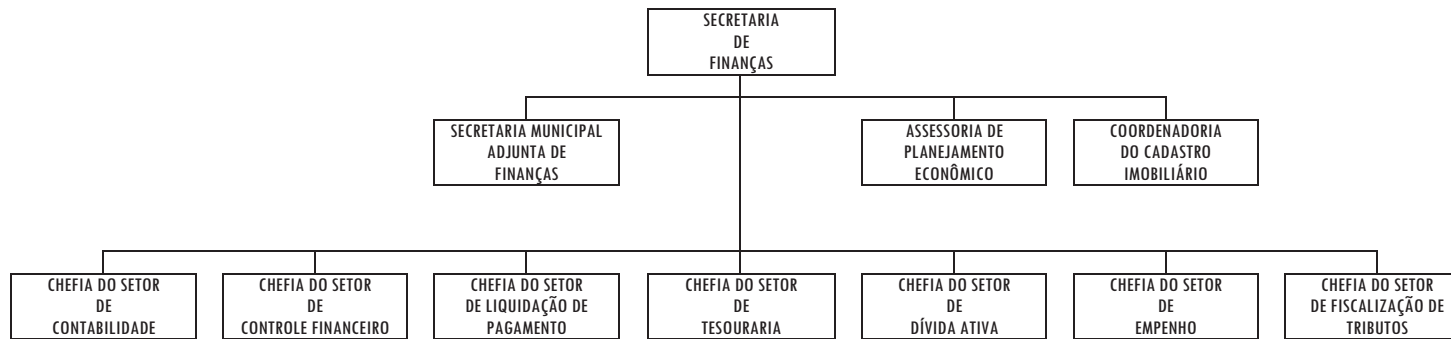 SECRETARIA
DE
FINANÇAS
SECRETARIA MUNICIPAL
ADJUNTA DE
FINANÇAS
ASSESSORIA DE
PLANEJAMENTO
ECONÔMICO
COORDENADORIA
DO CADASTRO
IMOBILIÁRIO
CHEFIA DO SETOR
DE
CONTABILIDADE
CHEFIA DO SETOR
DE
CONTROLE FINANCEIRO
CHEFIA DO SETOR
DE LIQUIDAÇÃO DE
PAGAMENTO
CHEFIA DO SETOR
DE
TESOURARIA
CHEFIA DO SETOR
DE
DÍVIDA ATIVA
CHEFIA DO SETOR
DE
EMPENHO
CHEFIA DO SETOR
DE FISCALIZAÇÃO DE
TRIBUTOS